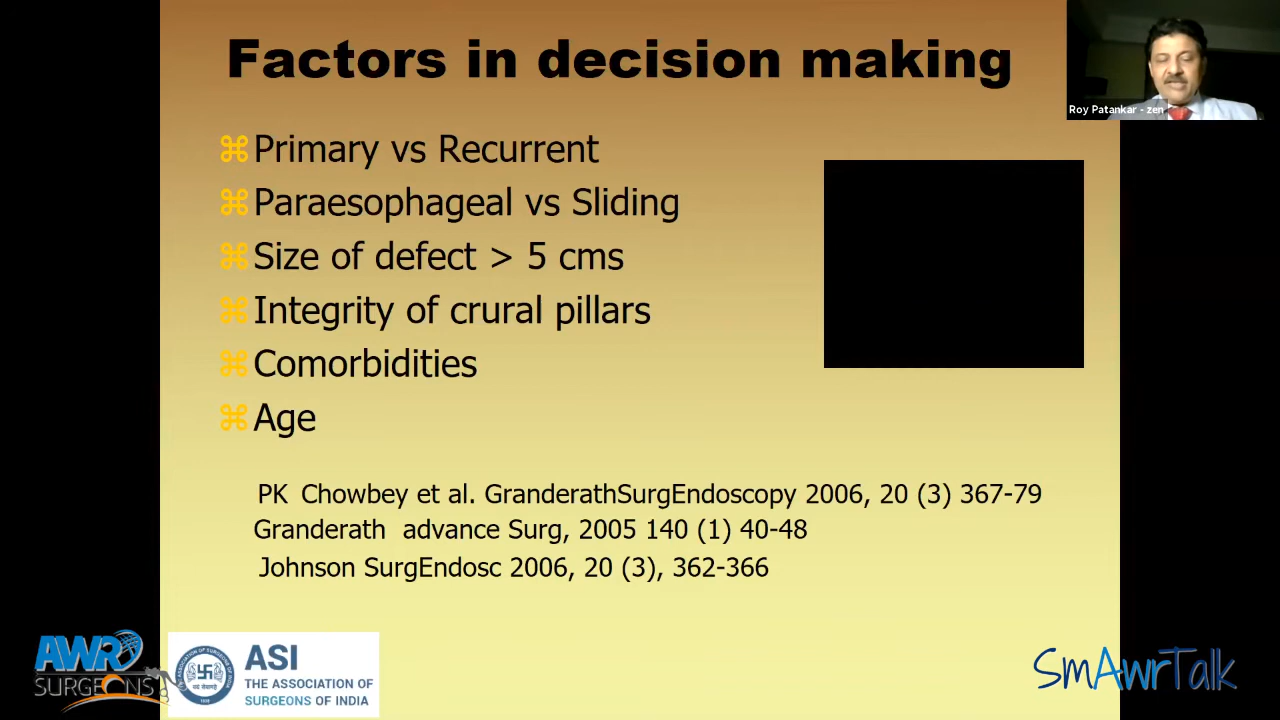 Factors in decision making
Roy Patankar - zen
Primary vs Recurrent
Paraesophageal vs Sliding
Size of defect > 5 cms
Integrity of crural pillars
Comorbidities
Age
PK Chowbey et al. GranderathSurgEndoscopy 2006, 20 (3) 367-79
Granderath advance Surg, 2005 140 (1) 40-48
Johnson SurgEndosc 2006, 20 (3), 362-366
AWR
SURGEONS
ASI
THE ASSOCIATION OF
SURGEONS OF INDIA
SmAwrTalk